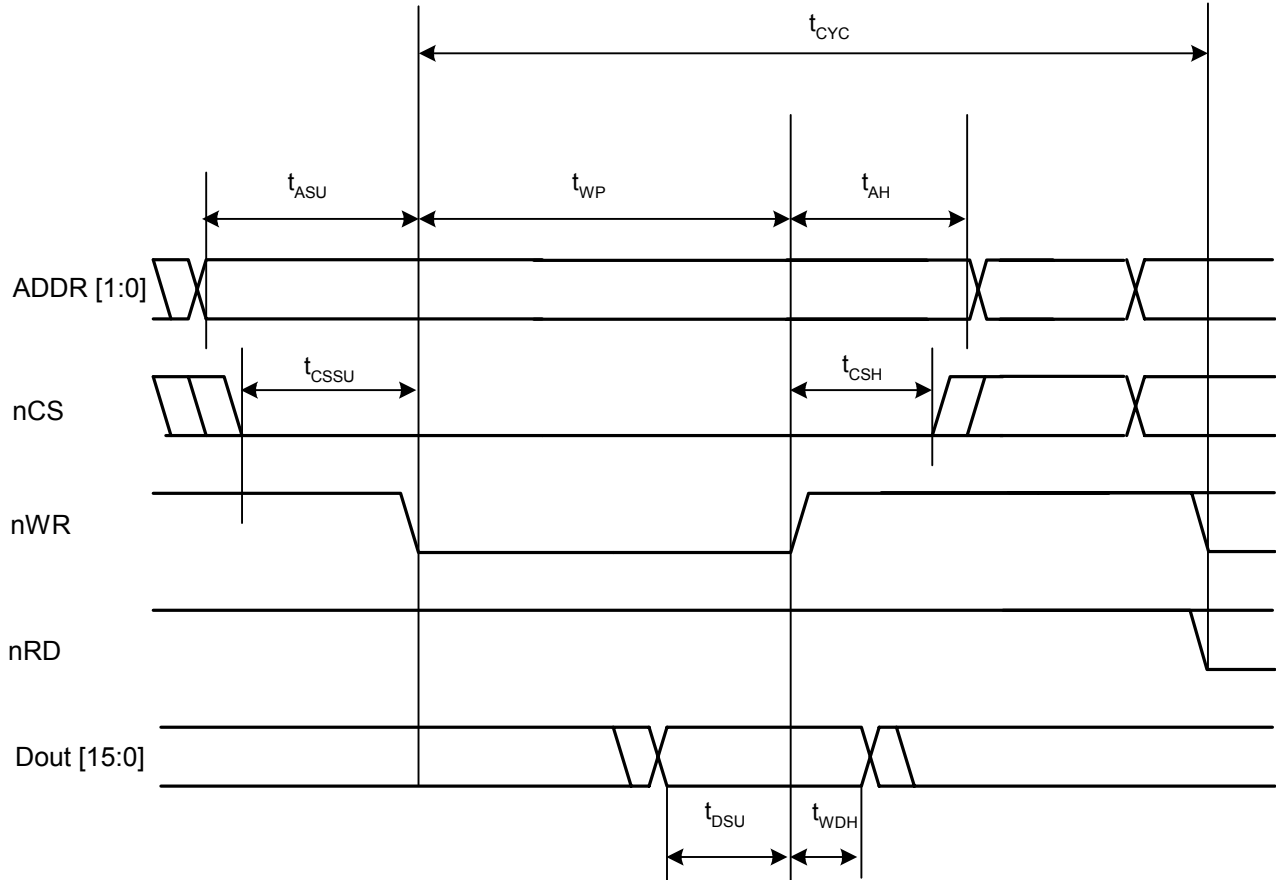 tCYC
tASU
tWP
tAH
ADDR [1:0]
tCSSU
tCSH
nCS
nWR
nRD
Dout [15:0]
tDSU
tWDH